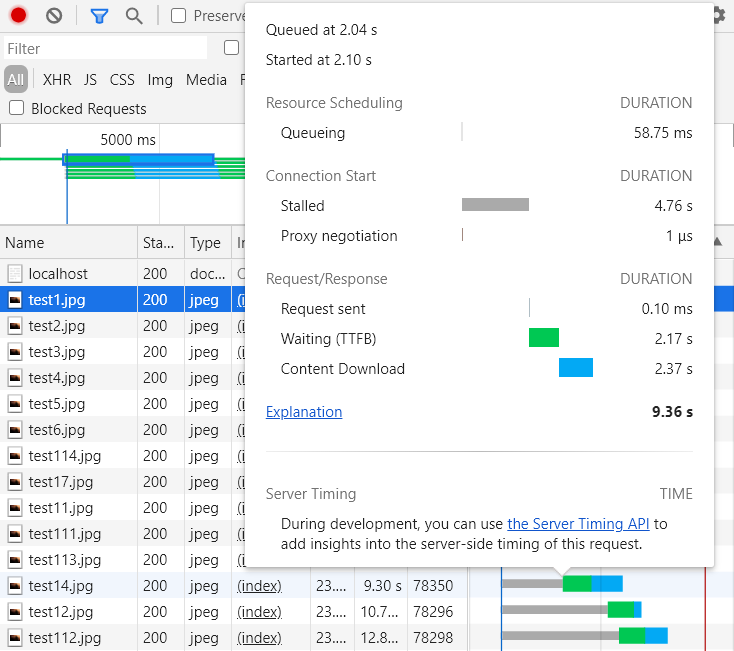 Preserve
Filter
All XHR JS CSS Img Media
Blocked Requests
5000 ms
Queued at 2.04 s
Started at 2.10 s
Resource Scheduling DURATION
Queueing 58.75 ms
Connection Start DURATION
Stalled 4.76 s
Proxy negotiation 1 μs
Request/Response DURATION
Request sent 0.10 ms
Waiting (TTFB) 2.17 s
Content Download 2.37 s
Explanation 9.36 s
Server Timing TIME
During development, you can use the Server Timing API to
add insights into the server-side timing of this request.
Name Sta... Type
localhost 200 doc...
test1.jpg 200 jpeg
test2.jpg 200 jpeg
test3.jpg 200 jpeg
test4.jpg 200 jpeg
test5.jpg 200 jpeg
test6.jpg 200 jpeg
test114.jpg 200 jpeg
test17.jpg 200 jpeg
test11.jpg 200 jpeg
test111.jpg 200 jpeg
test113.jpg 200 jpeg
test14.jpg 200 jpeg (index) 23.... 9.30 s 78350
test12.jpg 200 jpeg (index) 23.... 10.7... 78296
test112.jpg 200 jpeg (index) 23.... 12.8... 78298